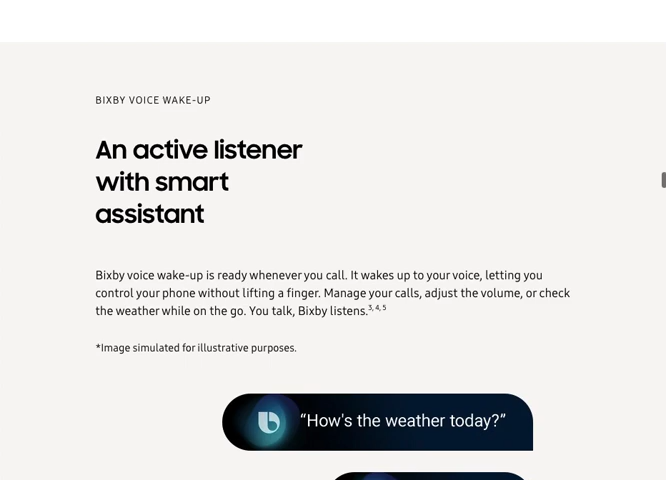 BIXBY VOICE WAKE-UP
An active listener
with smart
assistant
Bixby voice wake-up is ready whenever you call. It wakes up to your voice, letting you
control your phone without lifting a finger. Manage your calls, adjust the volume, or check
the weather while on the go. You talk, Bixby listens.3, 4, 5
*Image simulated for illustrative purposes.
“How's the weather today?”